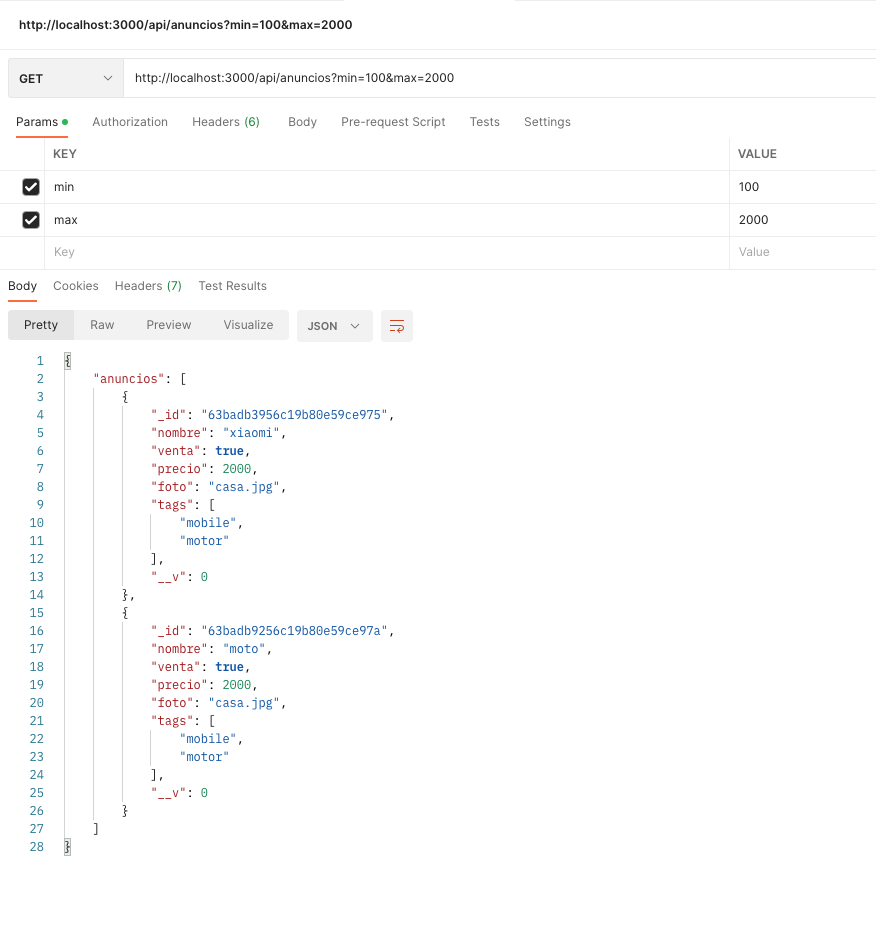 http://localhost:3000/api/anuncios?min=100&max=2000
GET http://localhost:3000/api/anuncios?min=100&max=2000
Params Authorization Headers (6) Body Pre-request Script Tests Settings
KEY VALUE
min 100
max 2000
Key Value
Body Cookies Headers (7) Test Results
Pretty Raw Preview Visualize JSON
1 {
2 "anuncios": [
3 {
4 "_id": "63badb3956c19b80e59ce975",
5 "nombre": "xiaomi",
6 "venta": true,
7 "precio": 2000,
8 "foto": "casa.jpg",
9 "tags": [
10 "mobile",
11 "motor"
12 ],
13 "__v": 0
14 },
15 {
16 "_id": "63badb9256c19b80e59ce97a",
17 "nombre": "moto",
18 "venta": true,
19 "precio": 2000,
20 "foto": "casa.jpg",
21 "tags": [
22 "mobile",
23 "motor"
24 ],
25 "__v": 0
26 }
27 ]
28 }